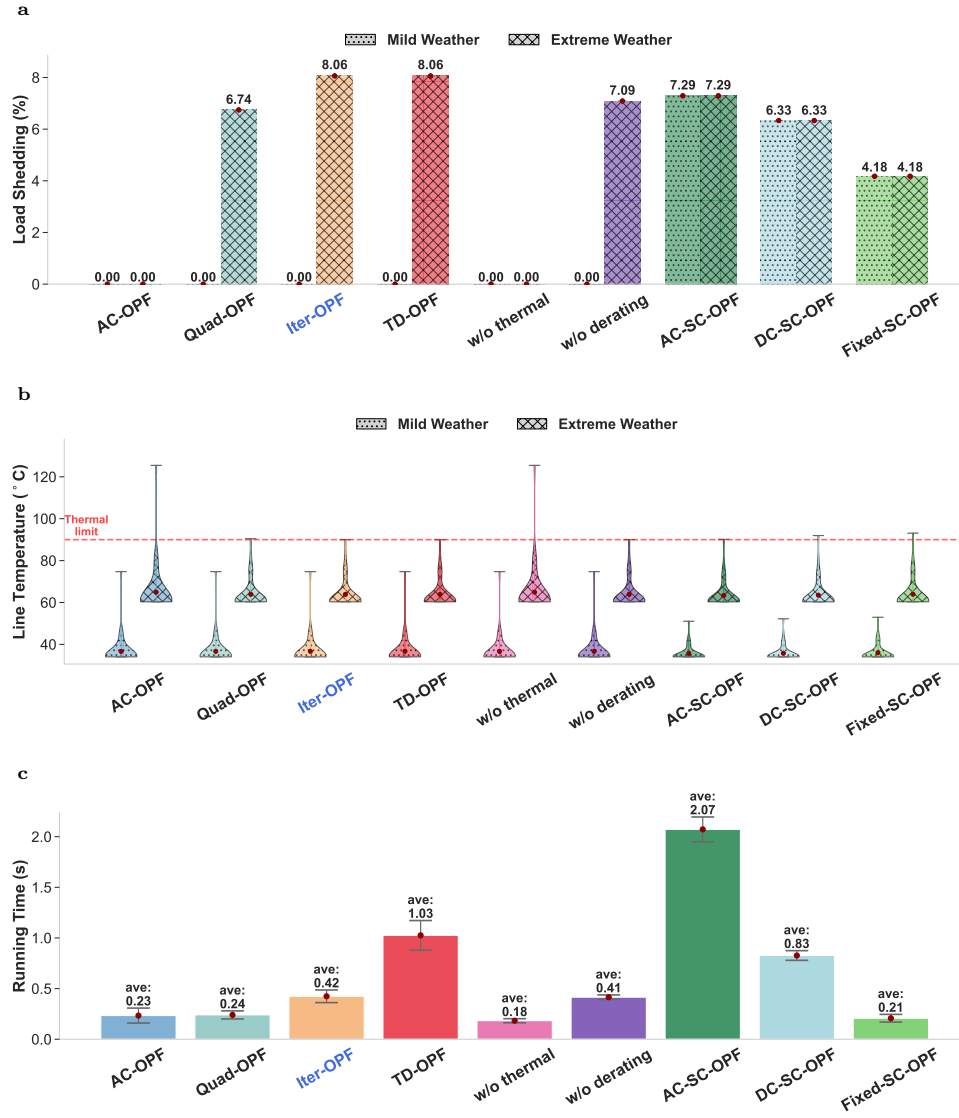 a
Mild Weather Extreme Weather
Load Shedding (%)
8
6
4
2
0
0.00 0.00 0.00 6.74 0.00 8.06 0.00 8.06 0.00 0.00 0.00 7.09 7.29 7.29 6.33 6.33 4.18 4.18
AC-OPF Quad-OPF Iter-OPF TD-OPF w/o thermal w/o derating AC-SC-OPF DC-SC-OPF Fixed-SC-OPF
b
Mild Weather Extreme Weather
Line Temperature (°C)
120
100
80
60
40
Thermal
limit
AC-OPF Quad-OPF Iter-OPF TD-OPF w/o thermal w/o derating AC-SC-OPF DC-SC-OPF Fixed-SC-OPF
c
Running Time (s)
2.0
1.5
1.0
0.5
0.0
ave:
0.23
ave:
0.24
ave:
0.42
ave:
1.03
ave:
0.18
ave:
0.41
ave:
2.07
ave:
0.83
ave:
0.21
AC-OPF Quad-OPF Iter-OPF TD-OPF w/o thermal w/o derating AC-SC-OPF DC-SC-OPF Fixed-SC-OPF